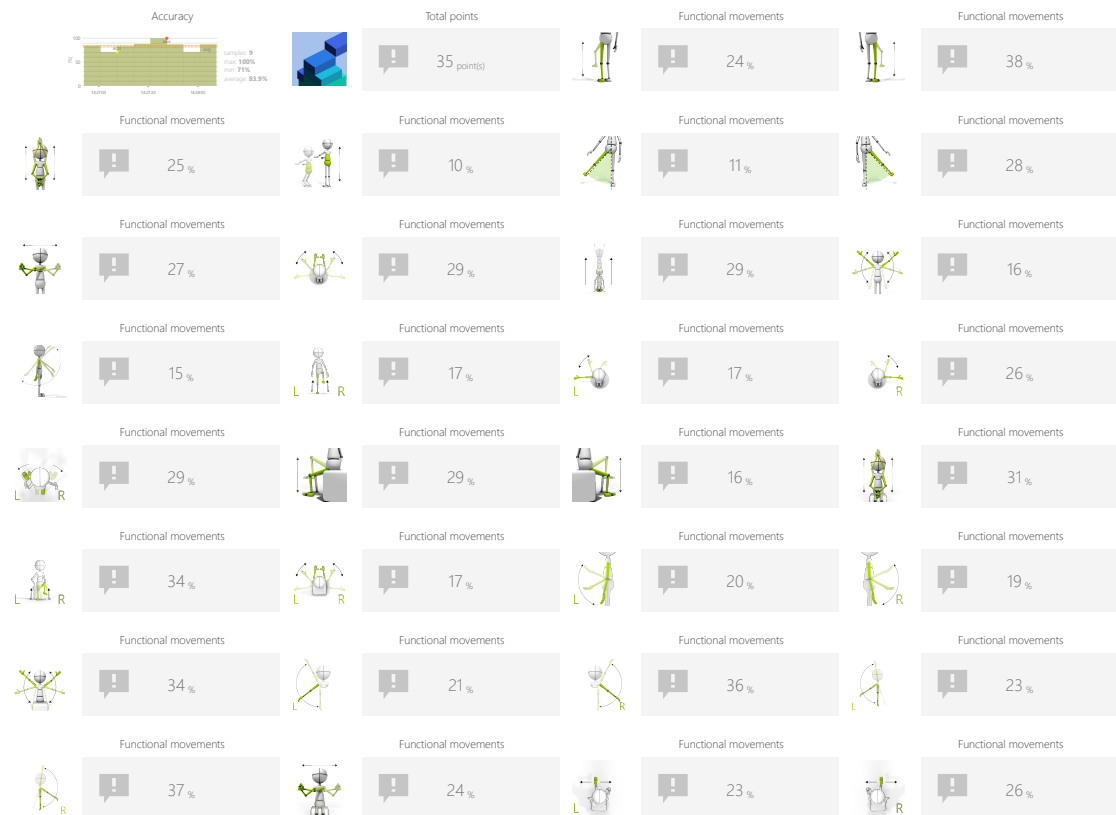 Accuracy
Total points
Functional movements
Functional movements
100
50
0
(%)
samples: 9
max: 100%
min: 71%
average: 83.9%
35 point(s)
24 %
38 %
Functional movements
Functional movements
Functional movements
Functional movements
25 %
10 %
11 %
28 %
Functional movements
Functional movements
Functional movements
Functional movements
27 %
29 %
29 %
16 %
Functional movements
Functional movements
Functional movements
Functional movements
15 %
L R
17 %
L
17 %
R
26 %
Functional movements
Functional movements
Functional movements
Functional movements
L R
29 %
29 %
16 %
31 %
Functional movements
Functional movements
Functional movements
Functional movements
L R
34 %
L R
17 %
L
20 %
R
19 %
Functional movements
Functional movements
Functional movements
Functional movements
34 %
L
21 %
R
36 %
L
23 %
Functional movements
Functional movements
Functional movements
Functional movements
R
37 %
24 %
L
23 %
R
26 %